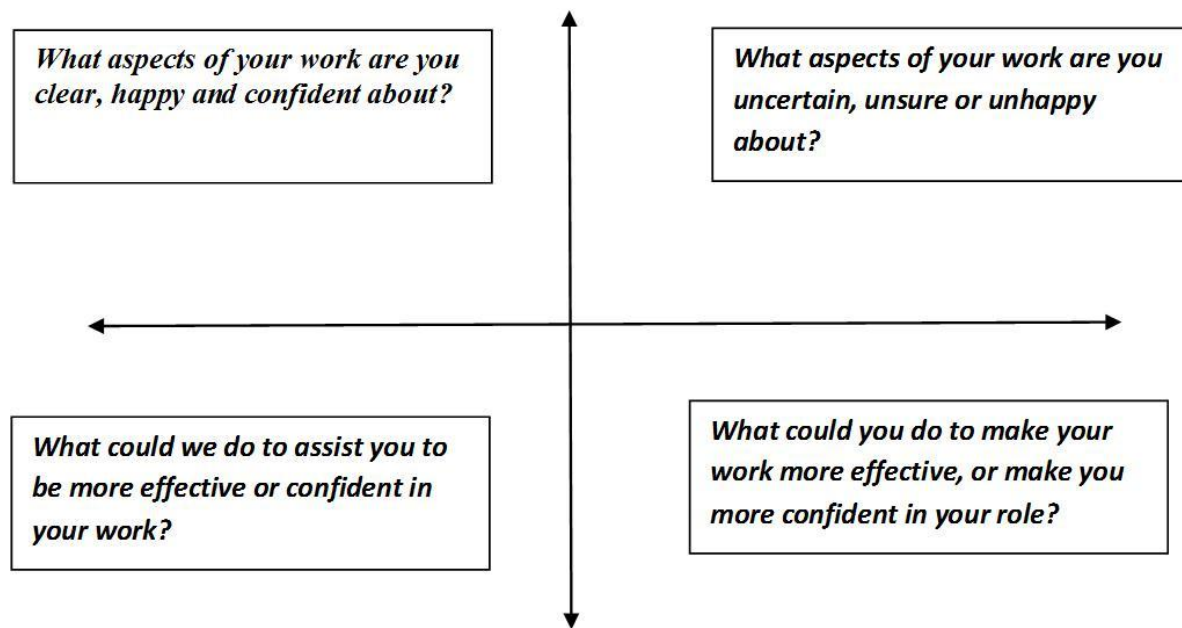 What aspects of your work are you
clear, happy and confident about?
What aspects of your work are you
uncertain, unsure or unhappy
about?
What could we do to assist you to
be more effective or confident in
your work?
What could you do to make your
work more effective, or make you
more confident in your role?